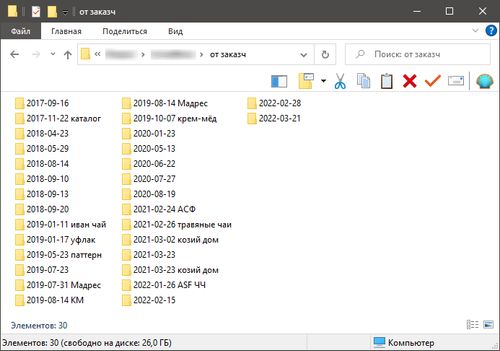 от заказч
Файл
Главная
Поделиться
Вид
« › › от заказч
Поиск: от заказч
2017-09-16
2017-11-22 каталог
2018-04-23
2018-05-29
2018-08-14
2018-09-10
2018-09-13
2018-09-20
2019-01-11 иван чай
2019-01-17 уфлак
2019-05-23 паттерн
2019-07-23
2019-07-31 Мадрес
2019-08-14 КМ
2019-08-14 Мадрес
2019-10-07 крем-мёд
2020-01-23
2020-05-13
2020-06-22
2020-07-27
2020-08-19
2021-02-24 АСФ
2021-02-26 травяные чаи
2021-03-02 козий дом
2021-03-23
2021-03-23 козий дом
2022-01-26 ASF ЧЧ
2022-02-15
2022-02-28
2022-03-21
Элементов: 30
Элементов: 30 (свободно на диске: 26,0 ГБ)
Компьютер